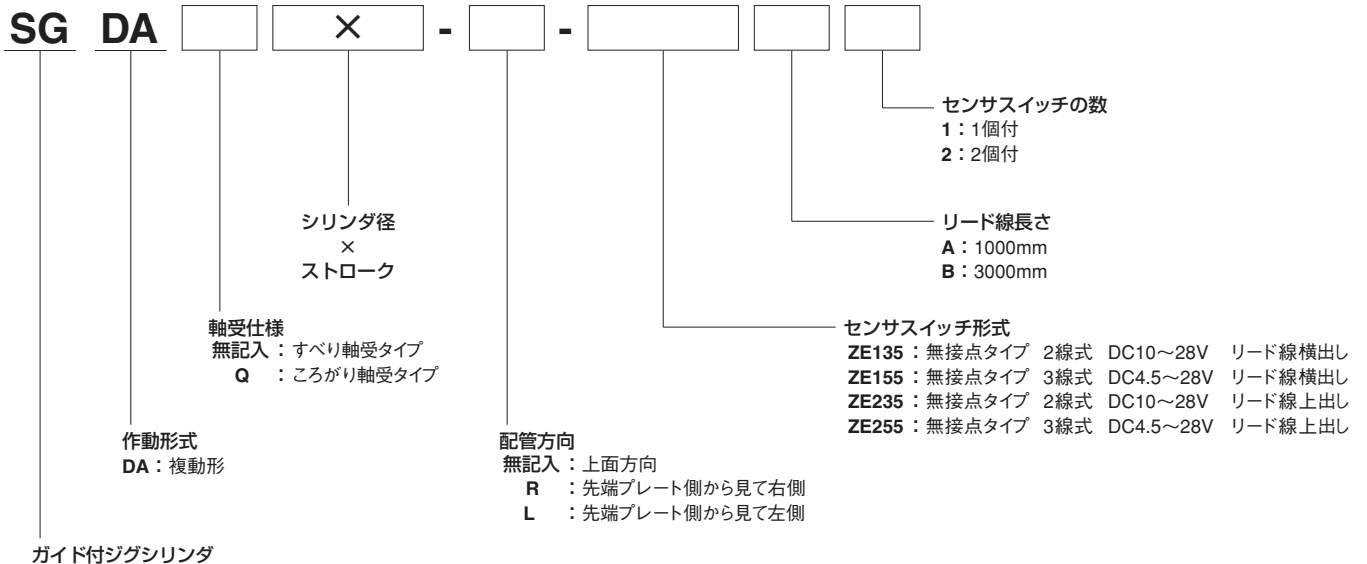 SG DA × - -
センサスイッチの数
1：1個付
2：2個付
シリンダ径
×
ストローク
リード線長さ
A：1000mm
B：3000mm
軸受仕様
無記入：すべり軸受タイプ
Q：ころがり軸受タイプ
センサスイッチ形式
ZE135：無接点タイプ 2線式 DC10〜28V リード線横出し
ZE155：無接点タイプ 3線式 DC4.5〜28V リード線横出し
ZE235：無接点タイプ 2線式 DC10〜28V リード線上出し
ZE255：無接点タイプ 3線式 DC4.5〜28V リード線上出し
作動形式
DA：複動形
配管方向
無記入：上面方向
R：先端プレート側から見て右側
L：先端プレート側から見て左側
ガイド付ジグシリンダ